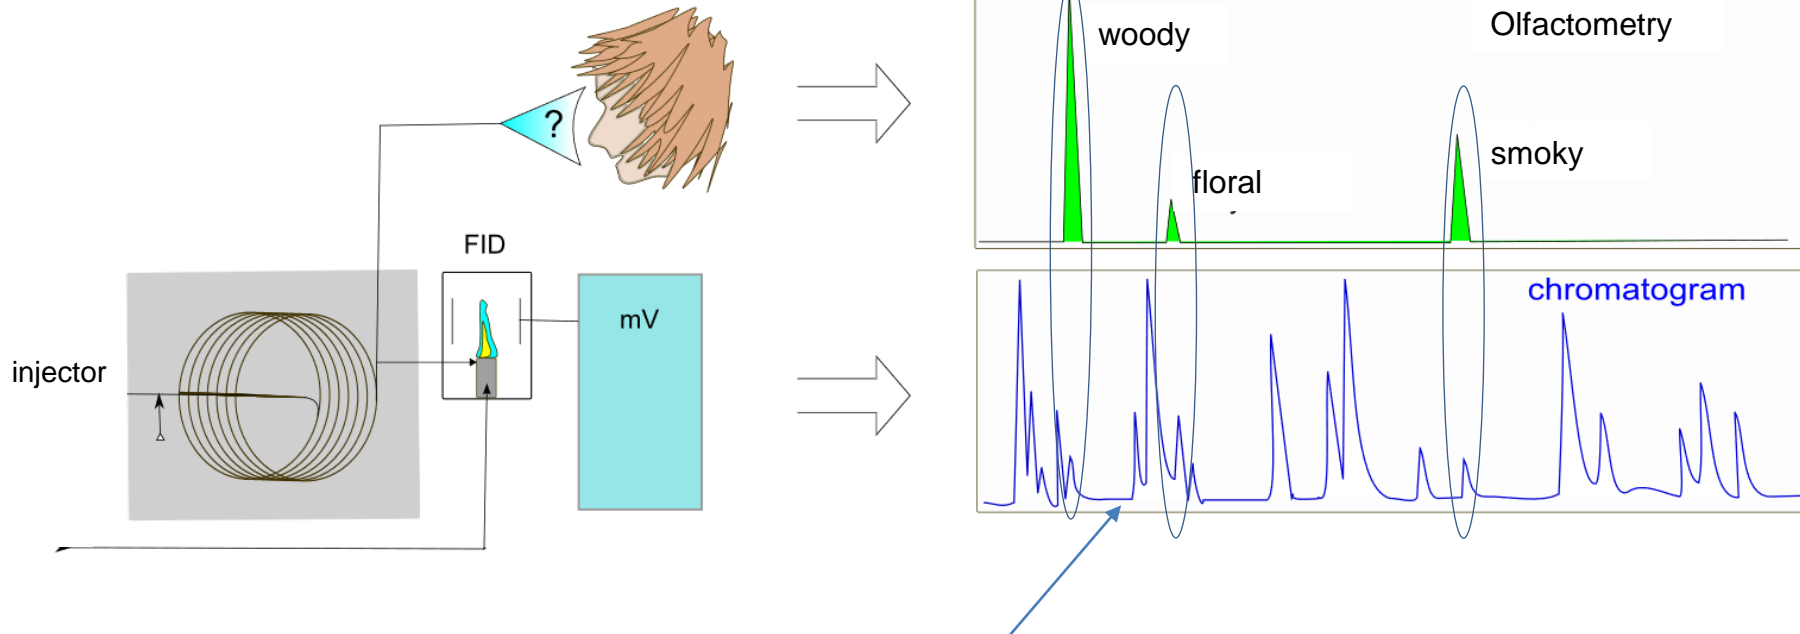 woody
Olfactometry
?
smoky
floral
FID
chromatogram
mV
injector